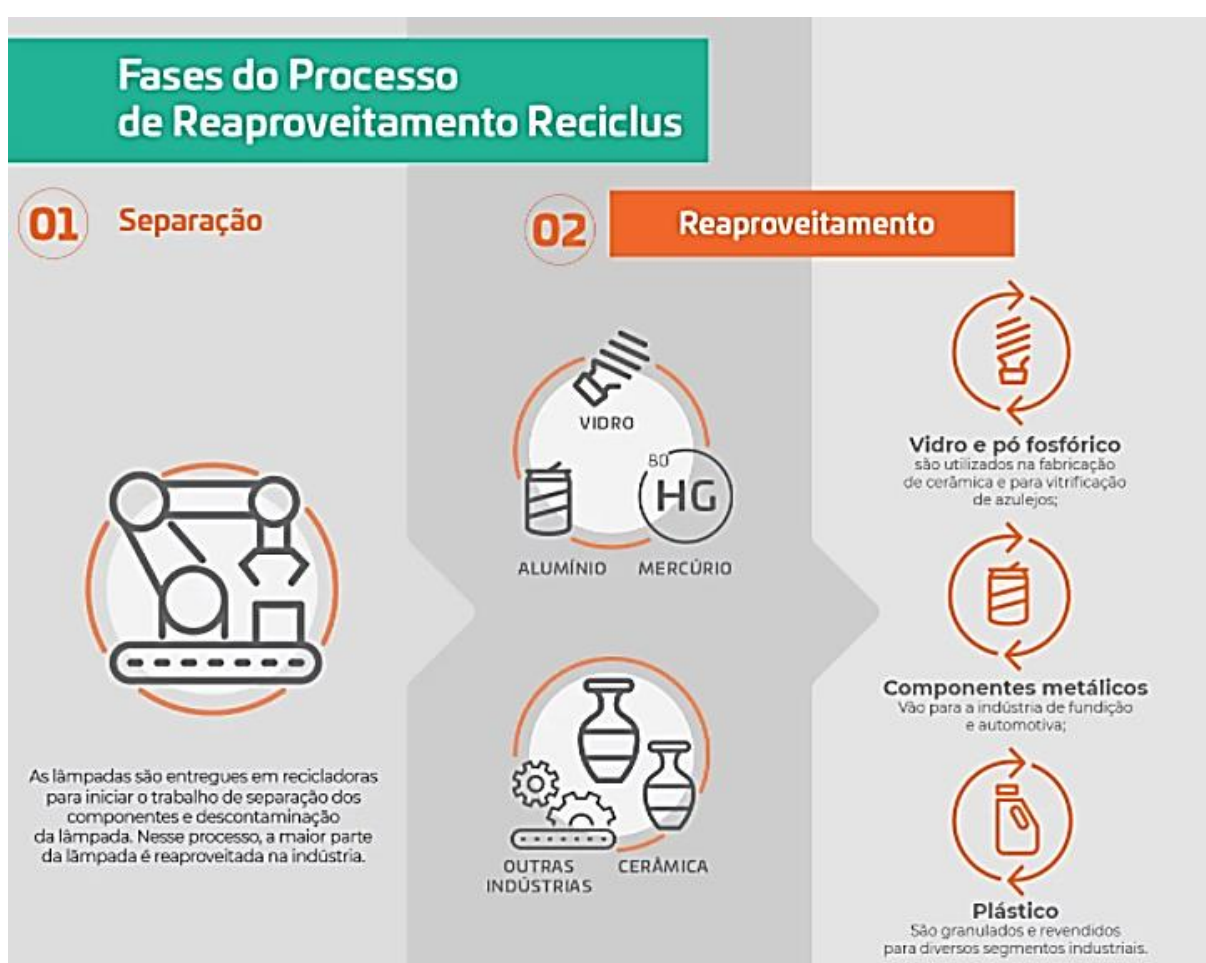 Fases do Processo
de Reaproveitamento Reciclus
01 Separação
As lâmpadas são entregues em recicladoras
para iniciar o trabalho de separação dos
componentes e descontaminação
da lâmpada. Nesse processo, a maior parte
da lâmpada é reaproveitada na indústria.
02 Reaproveitamento
VIDRO
80
HG
ALUMÍNIO MERCÚRIO
OUTRAS
INDÚSTRIAS
CERÂMICA
Vidro e pó fosfórico
são utilizados na fabricação
de cerâmica e para vitrificação
de azulejos;
Componentes metálicos
Vão para a indústria de fundição
e automotiva;
Plástico
São granulados e revendidos
para diversos segmentos industriais.